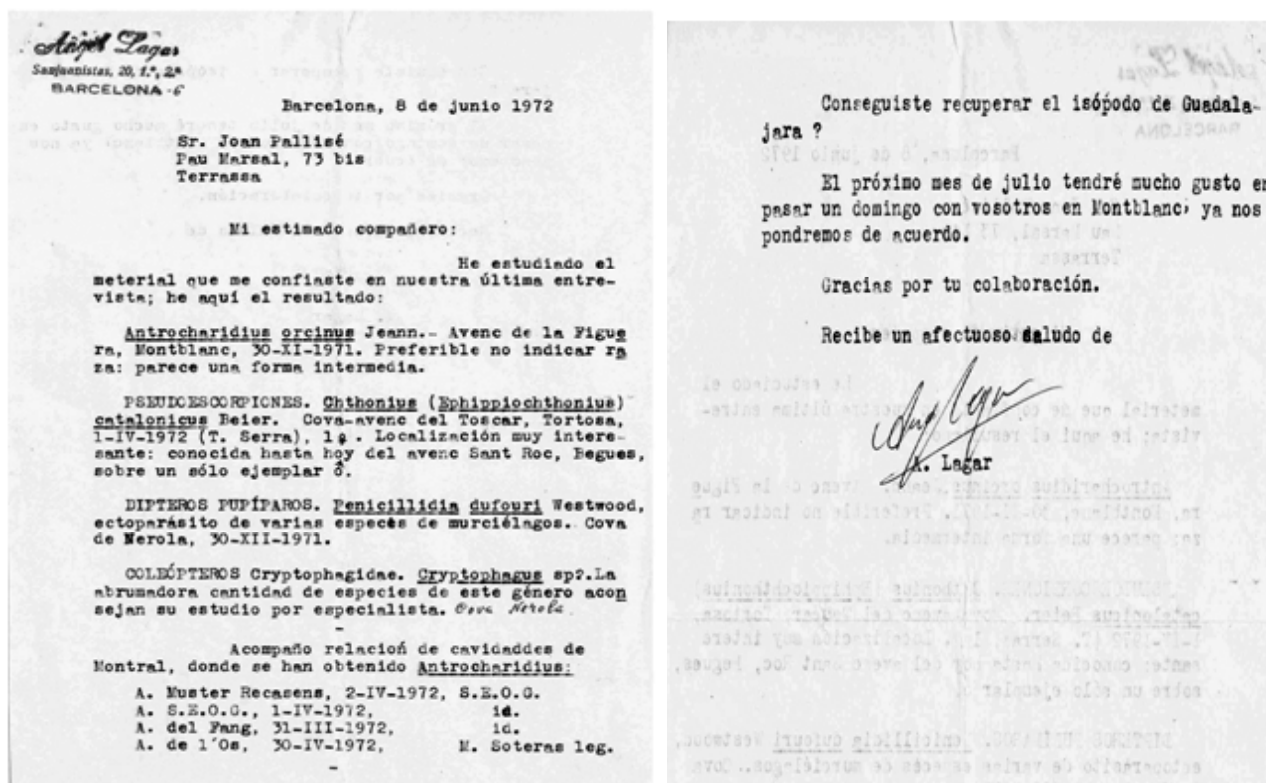 Angel Lagar
Sanjuanistas, 20, 1.º, 2ª
BARCELONA -6
Barcelona, 8 de junio 1972
Sr. Joan Pallisé
Pau Marsal, 73 bis
Terrassa
Mi estimado compañero:
He estudiado el
meterial que me confiaste en nuestra última entre-
vista; he aquí el resultado:
Antrocharidius orcinus Jeann.- Avenc de la Figue
ra, Montblanc, 30-XI-1971. Preferible no indicar ra
za: parece una forma intermedia.
PSEUDOESCORPIONES. Chthonius (Ephippiochthonius)
catalonicus Beier. Cova-avenc del Toscar, Tortosa,
1-IV-1972 (T. Serra), 1♀. Localización muy intere-
sante: conocida hasta hoy del avenc Sant Roc, Begues,
sobre un sólo ejemplar ♂.
DIPTEROS PUPÍPAROS. Penicillidia dufouri Westwood,
ectoparásito de varias especès de murciélagos. Cova
de Nerola, 30-XII-1971.
COLEÓPTEROS Cryptophagidae. Cryptophagus sp?.La
abrumadora cantidad de especies de este género acon
sejan su estudio por especialista. Cova Nerola
-
Acompaño relacioń de cavidaddes de
Montral, donde se han obtenido Antrocharidius:
A. Muster Recasens, 2-IV-1972, S.E.O.G.
A. S.E.O.G., 1-IV-1972, id.
A. del Fang, 31-III-1972, id.
A. de l'Os, 30-IV-1972, M. Soteras leg.
-
Conseguiste recuperar el isópodo de Guadala-
jara ?
El próximo mes de julio tendré mucho gusto en
pasar un domingo con vosotros en Montblanc, ya nos
pondremos de acuerdo.
Gracias por tu colaboración.
Recibe un afectuoso saludo de
A. Lagar